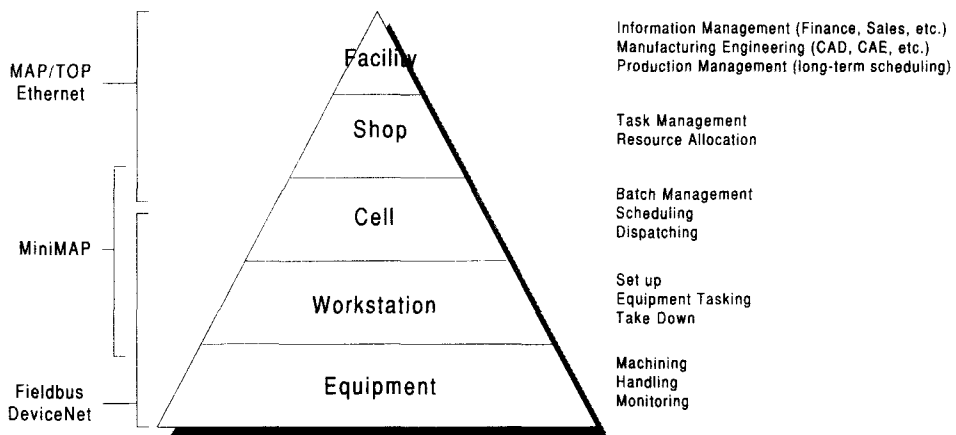 MAP/TOP
Ethernet
MiniMAP
Fieldbus
DeviceNet
Facility
Shop
Cell
Workstation
Equipment
Information Management (Finance, Sales, etc.)
Manufacturing Engineering (CAD, CAE, etc.)
Production Management (long-term scheduling)
Task Management
Resource Allocation
Batch Management
Scheduling
Dispatching
Set up
Equipment Tasking
Take Down
Machining
Handling
Monitoring